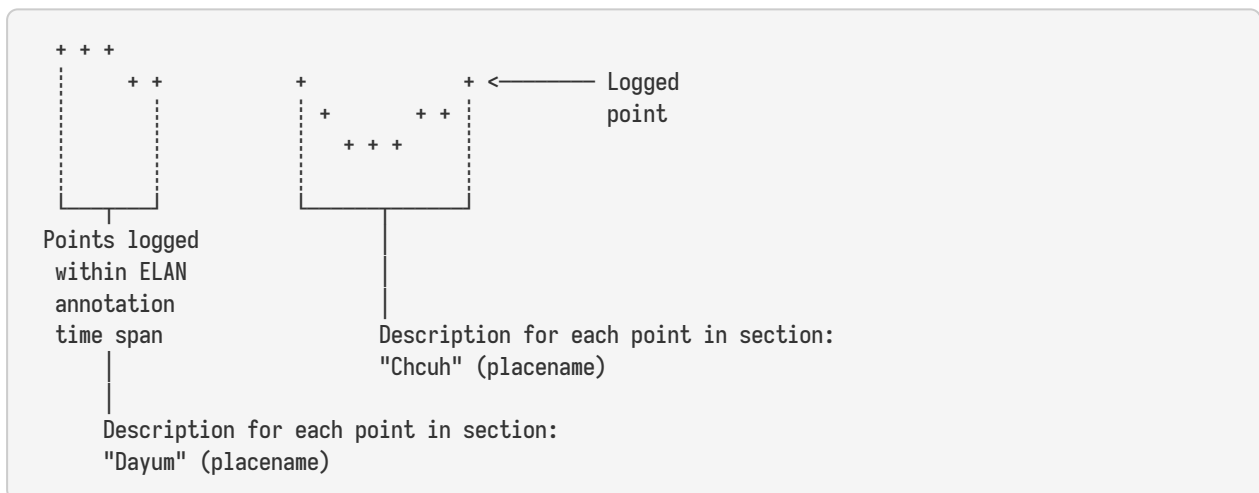 + + +
+ + + + <──────── Logged
+ + + point
+ + +
Points logged
within ELAN
annotation
time span Description for each point in section:
"Chcuh" (placename)
Description for each point in section:
"Dayum" (placename)